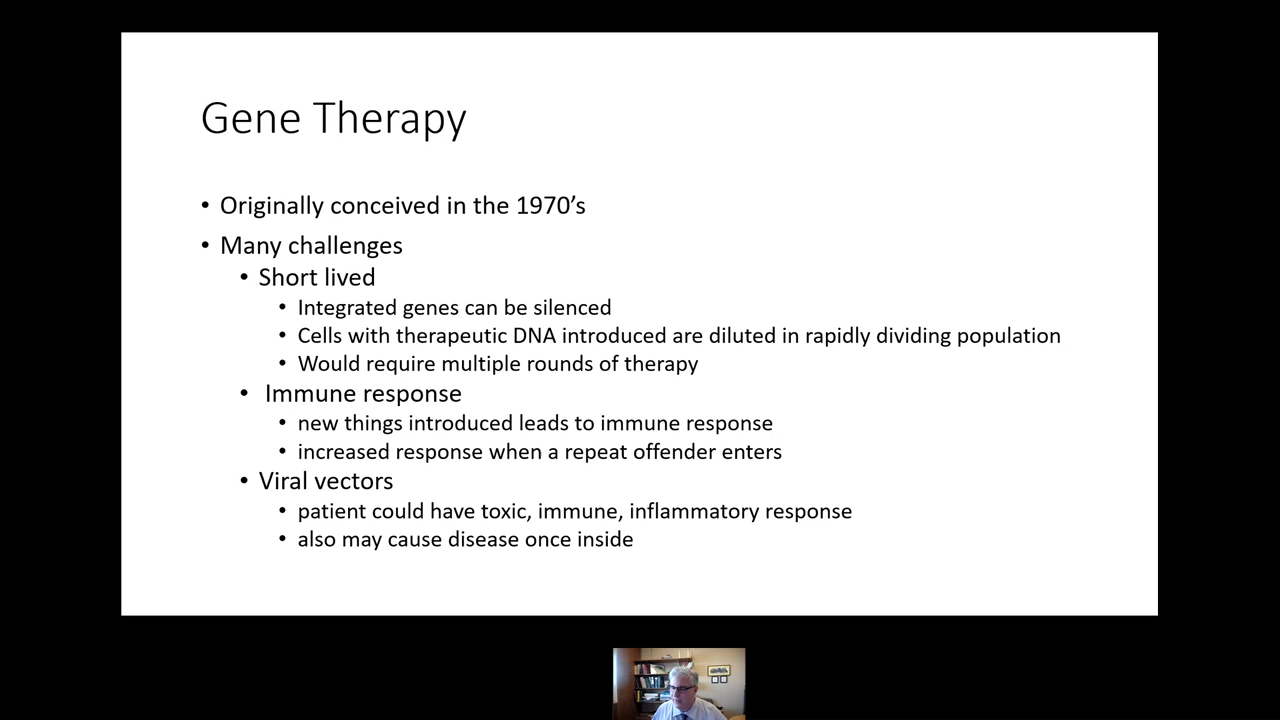 Gene Therapy
• Originally conceived in the 1970’s
• Many challenges
• Short lived
• Integrated genes can be silenced
• Cells with therapeutic DNA introduced are diluted in rapidly dividing population
• Would require multiple rounds of therapy
• Immune response
• new things introduced leads to immune response
• increased response when a repeat offender enters
• Viral vectors
• patient could have toxic, immune, inflammatory response
• also may cause disease once inside